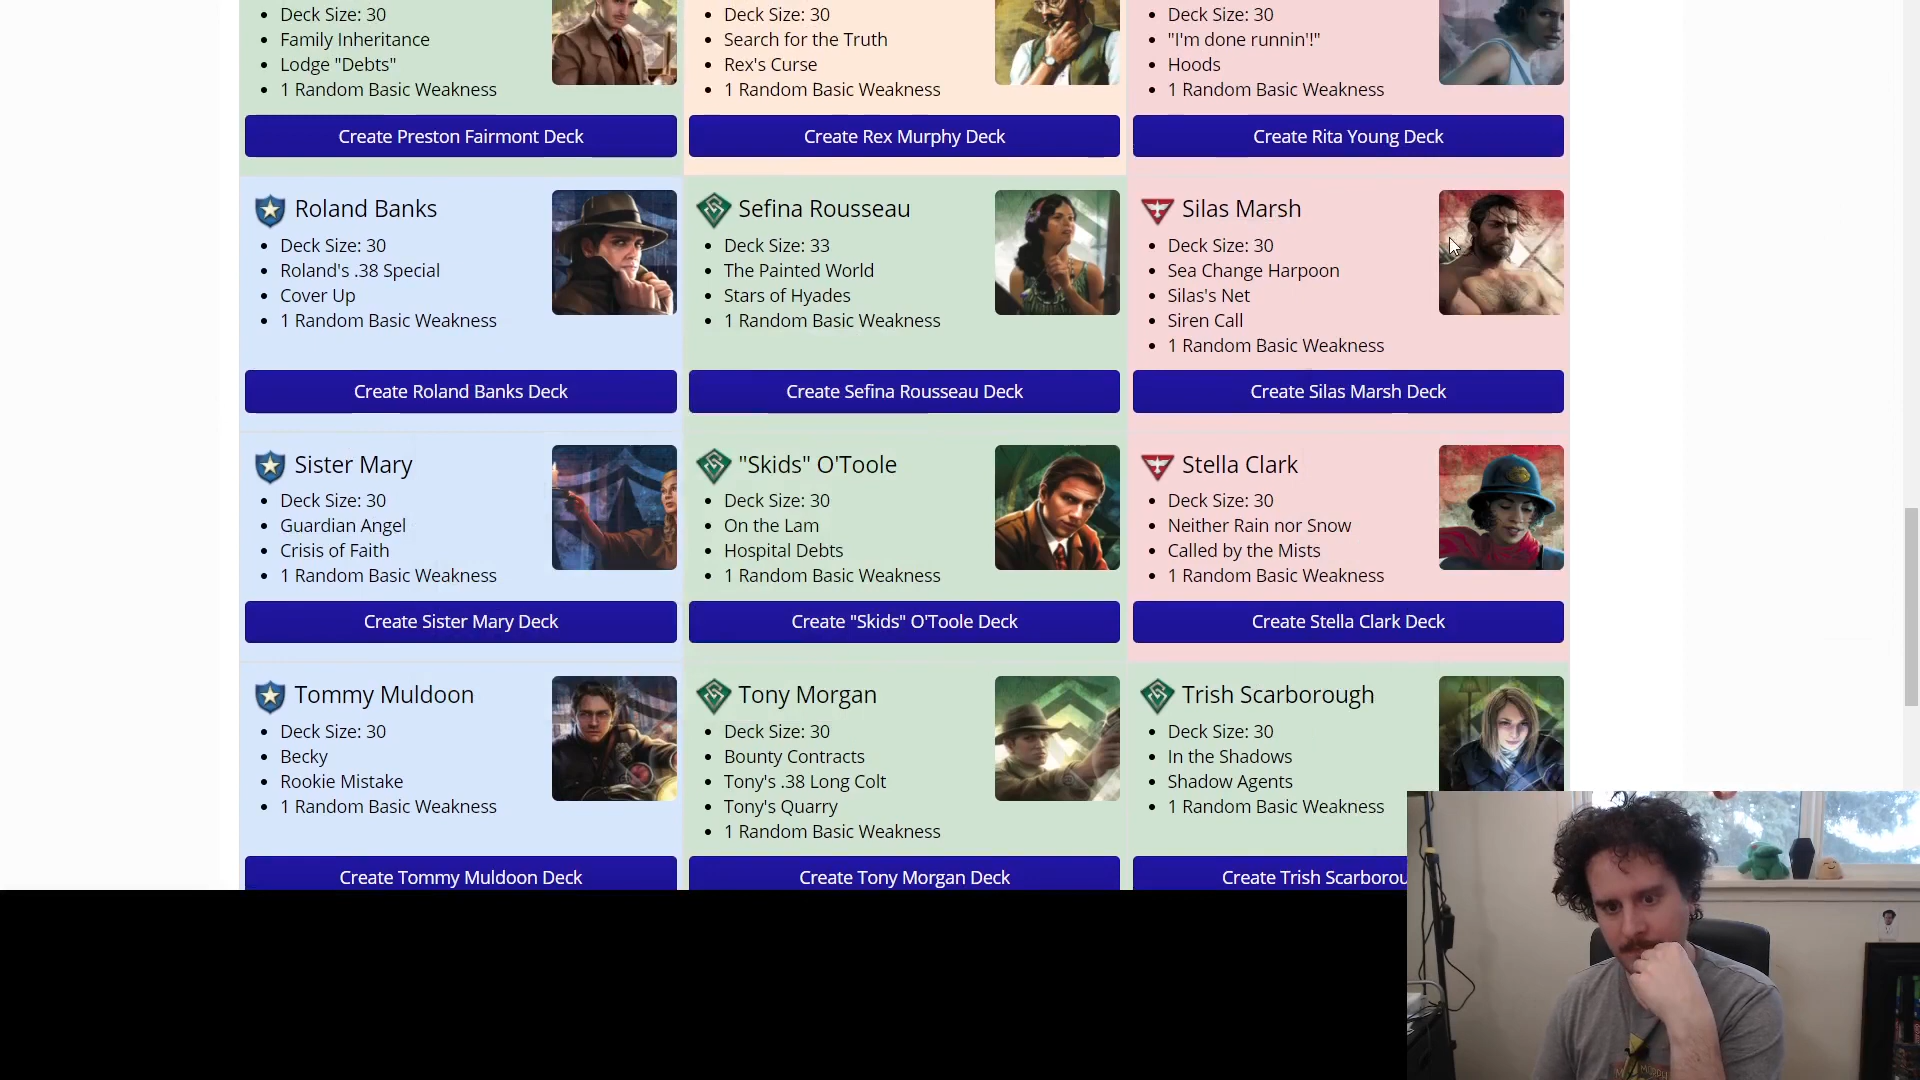 Deck Size: 30
Family Inheritance
Lodge "Debts"
1 Random Basic Weakness
Create Preston Fairmont Deck
Deck Size: 30
Search for the Truth
Rex's Curse
1 Random Basic Weakness
Create Rex Murphy Deck
Deck Size: 30
"I'm done runnin'!"
Hoods
1 Random Basic Weakness
Create Rita Young Deck
Roland Banks
Deck Size: 30
Roland's .38 Special
Cover Up
1 Random Basic Weakness
Create Roland Banks Deck
Sefina Rousseau
Deck Size: 33
The Painted World
Stars of Hyades
1 Random Basic Weakness
Create Sefina Rousseau Deck
Silas Marsh
Deck Size: 30
Sea Change Harpoon
Silas's Net
Siren Call
1 Random Basic Weakness
Create Silas Marsh Deck
Sister Mary
Deck Size: 30
Guardian Angel
Crisis of Faith
1 Random Basic Weakness
Create Sister Mary Deck
"Skids" O'Toole
Deck Size: 30
On the Lam
Hospital Debts
1 Random Basic Weakness
Create "Skids" O'Toole Deck
Stella Clark
Deck Size: 30
Neither Rain nor Snow
Called by the Mists
1 Random Basic Weakness
Create Stella Clark Deck
Tommy Muldoon
Deck Size: 30
Becky
Rookie Mistake
1 Random Basic Weakness
Create Tommy Muldoon Deck
Tony Morgan
Deck Size: 30
Bounty Contracts
Tony's .38 Long Colt
Tony's Quarry
1 Random Basic Weakness
Create Tony Morgan Deck
Trish Scarborough
Deck Size: 30
In the Shadows
Shadow Agents
1 Random Basic Weakness
Create Trish Scarborou